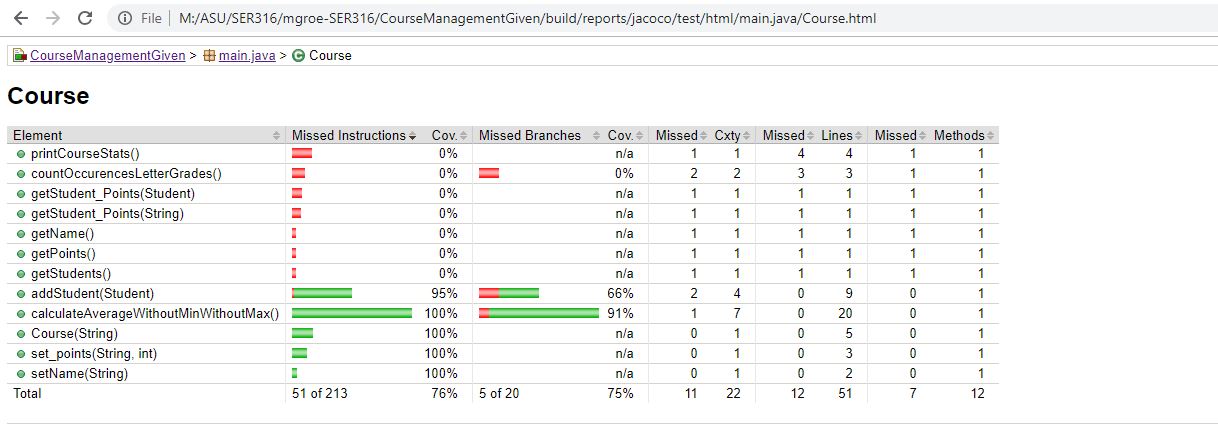 File M:/ASU/SER316/mgroe-SER316/CourseManagementGiven/build/reports/jacoco/test/html/main.java/Course.html
CourseManagementGiven > main.java > Course
Course
Element Missed Instructions Cov. Missed Branches Cov. Missed Cxty Missed Lines Missed Methods
printCourseStats() 0% n/a 1 1 4 4 1 1
countOccurencesLetterGrades() 0% 0% 2 2 3 3 1 1
getStudent_Points(Student) 0% n/a 1 1 1 1 1 1
getStudent_Points(String) 0% n/a 1 1 1 1 1 1
getName() 0% n/a 1 1 1 1 1 1
getPoints() 0% n/a 1 1 1 1 1 1
getStudents() 0% n/a 1 1 1 1 1 1
addStudent(Student) 95% 66% 2 4 0 9 0 1
calculateAverageWithoutMinWithoutMax() 100% 91% 1 7 0 20 0 1
Course(String) 100% n/a 0 1 0 5 0 1
set_points(String, int) 100% n/a 0 1 0 3 0 1
setName(String) 100% n/a 0 1 0 2 0 1
Total 51 of 213 76% 5 of 20 75% 11 22 12 51 7 12